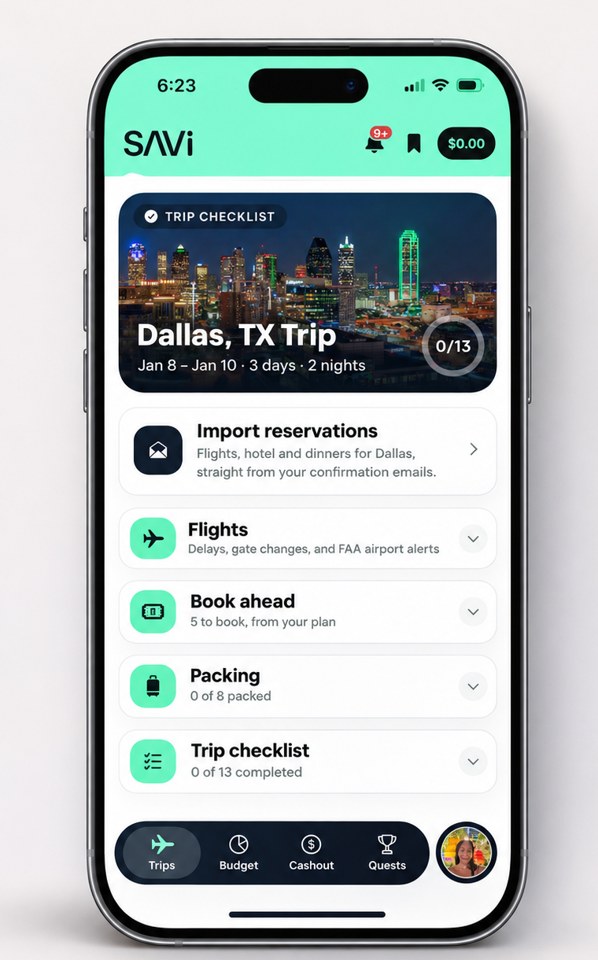 6:23
SAVi
9+
$0.00
TRIP CHECKLIST
Dallas, TX Trip
Jan 8 – Jan 10 · 3 days · 2 nights
0/13
Import reservations
Flights, hotel and dinners for Dallas,
straight from your confirmation emails.
Flights
Delays, gate changes, and FAA airport alerts
Book ahead
5 to book, from your plan
Packing
0 of 8 packed
Trip checklist
0 of 13 completed
Trips
Budget
Cashout
Quests